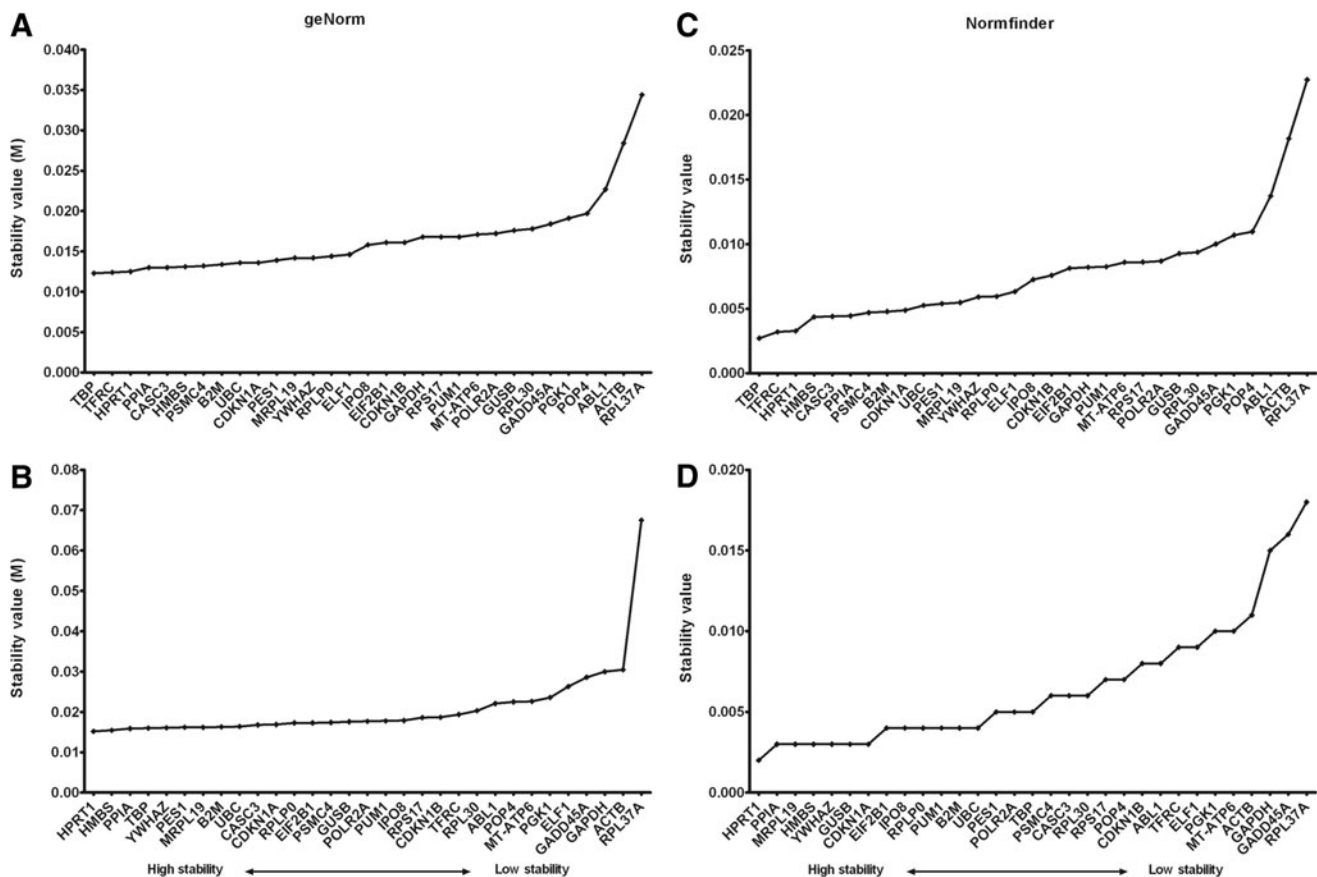 A
geNorm
Stability value (M)
0.040
0.035
0.030
0.025
0.020
0.015
0.010
0.005
0.000
TBP
TFRC
HPRT1
PPIA
CASC3
HMBS
PSMC4
B2M
UBC
CDKN1A
PES1
MRPL19
YWHAZ
RPLP0
ELF1
IPO8
EIF2B1
CDKN1B
GAPDH
RPS17
PUM1
MT-ATP6
POLR2A
GUSB
RPL30
GADD45A
PGK1
POP4
ABL1
ACTB
RPL37A
C
Normfinder
Stability value
0.025
0.020
0.015
0.010
0.005
0.000
TBP
TFRC
HPRT1
HMBS
CASC3
PPIA
PSMC4
B2M
CDKN1A
UBC
PES1
MRPL19
YWHAZ
RPLP0
ELF1
IPO8
CDKN1B
EIF2B1
GAPDH
PUM1
MT-ATP6
RPS17
POLR2A
GUSB
RPL30
GADD45A
PGK1
POP4
ABL1
ACTB
RPL37A
B
Stability value (M)
0.08
0.07
0.06
0.05
0.04
0.03
0.02
0.01
0.00
HPRT1
HMBS
PPIA
TBP
YWHAZ
PES1
MRPL19
B2M
UBC
CASC3
CDKN1A
RPLP0
EIF2B1
PSMC4
GUSB
POLR2A
PUM1
IPO8
RPS17
CDKN1B
TFRC
RPL30
ABL1
POP4
MT-ATP6
PGK1
ELF1
GADD45A
GAPDH
ACTB
RPL37A
High stability
Low stability
D
Stability value
0.020
0.015
0.010
0.005
0.000
HPRT1
PPIA
MRPL19
HMBS
YWHAZ
GUSB
CDKN1A
EIF2B1
IPO8
RPLP0
PUM1
B2M
UBC
PES1
POLR2A
TBP
PSMC4
CASC3
RPL30
RPS17
POP4
CDKN1B
ABL1
TFRC
ELF1
PGK1
MT-ATP6
ACTB
GAPDH
GADD45A
RPL37A
High stability
Low stability